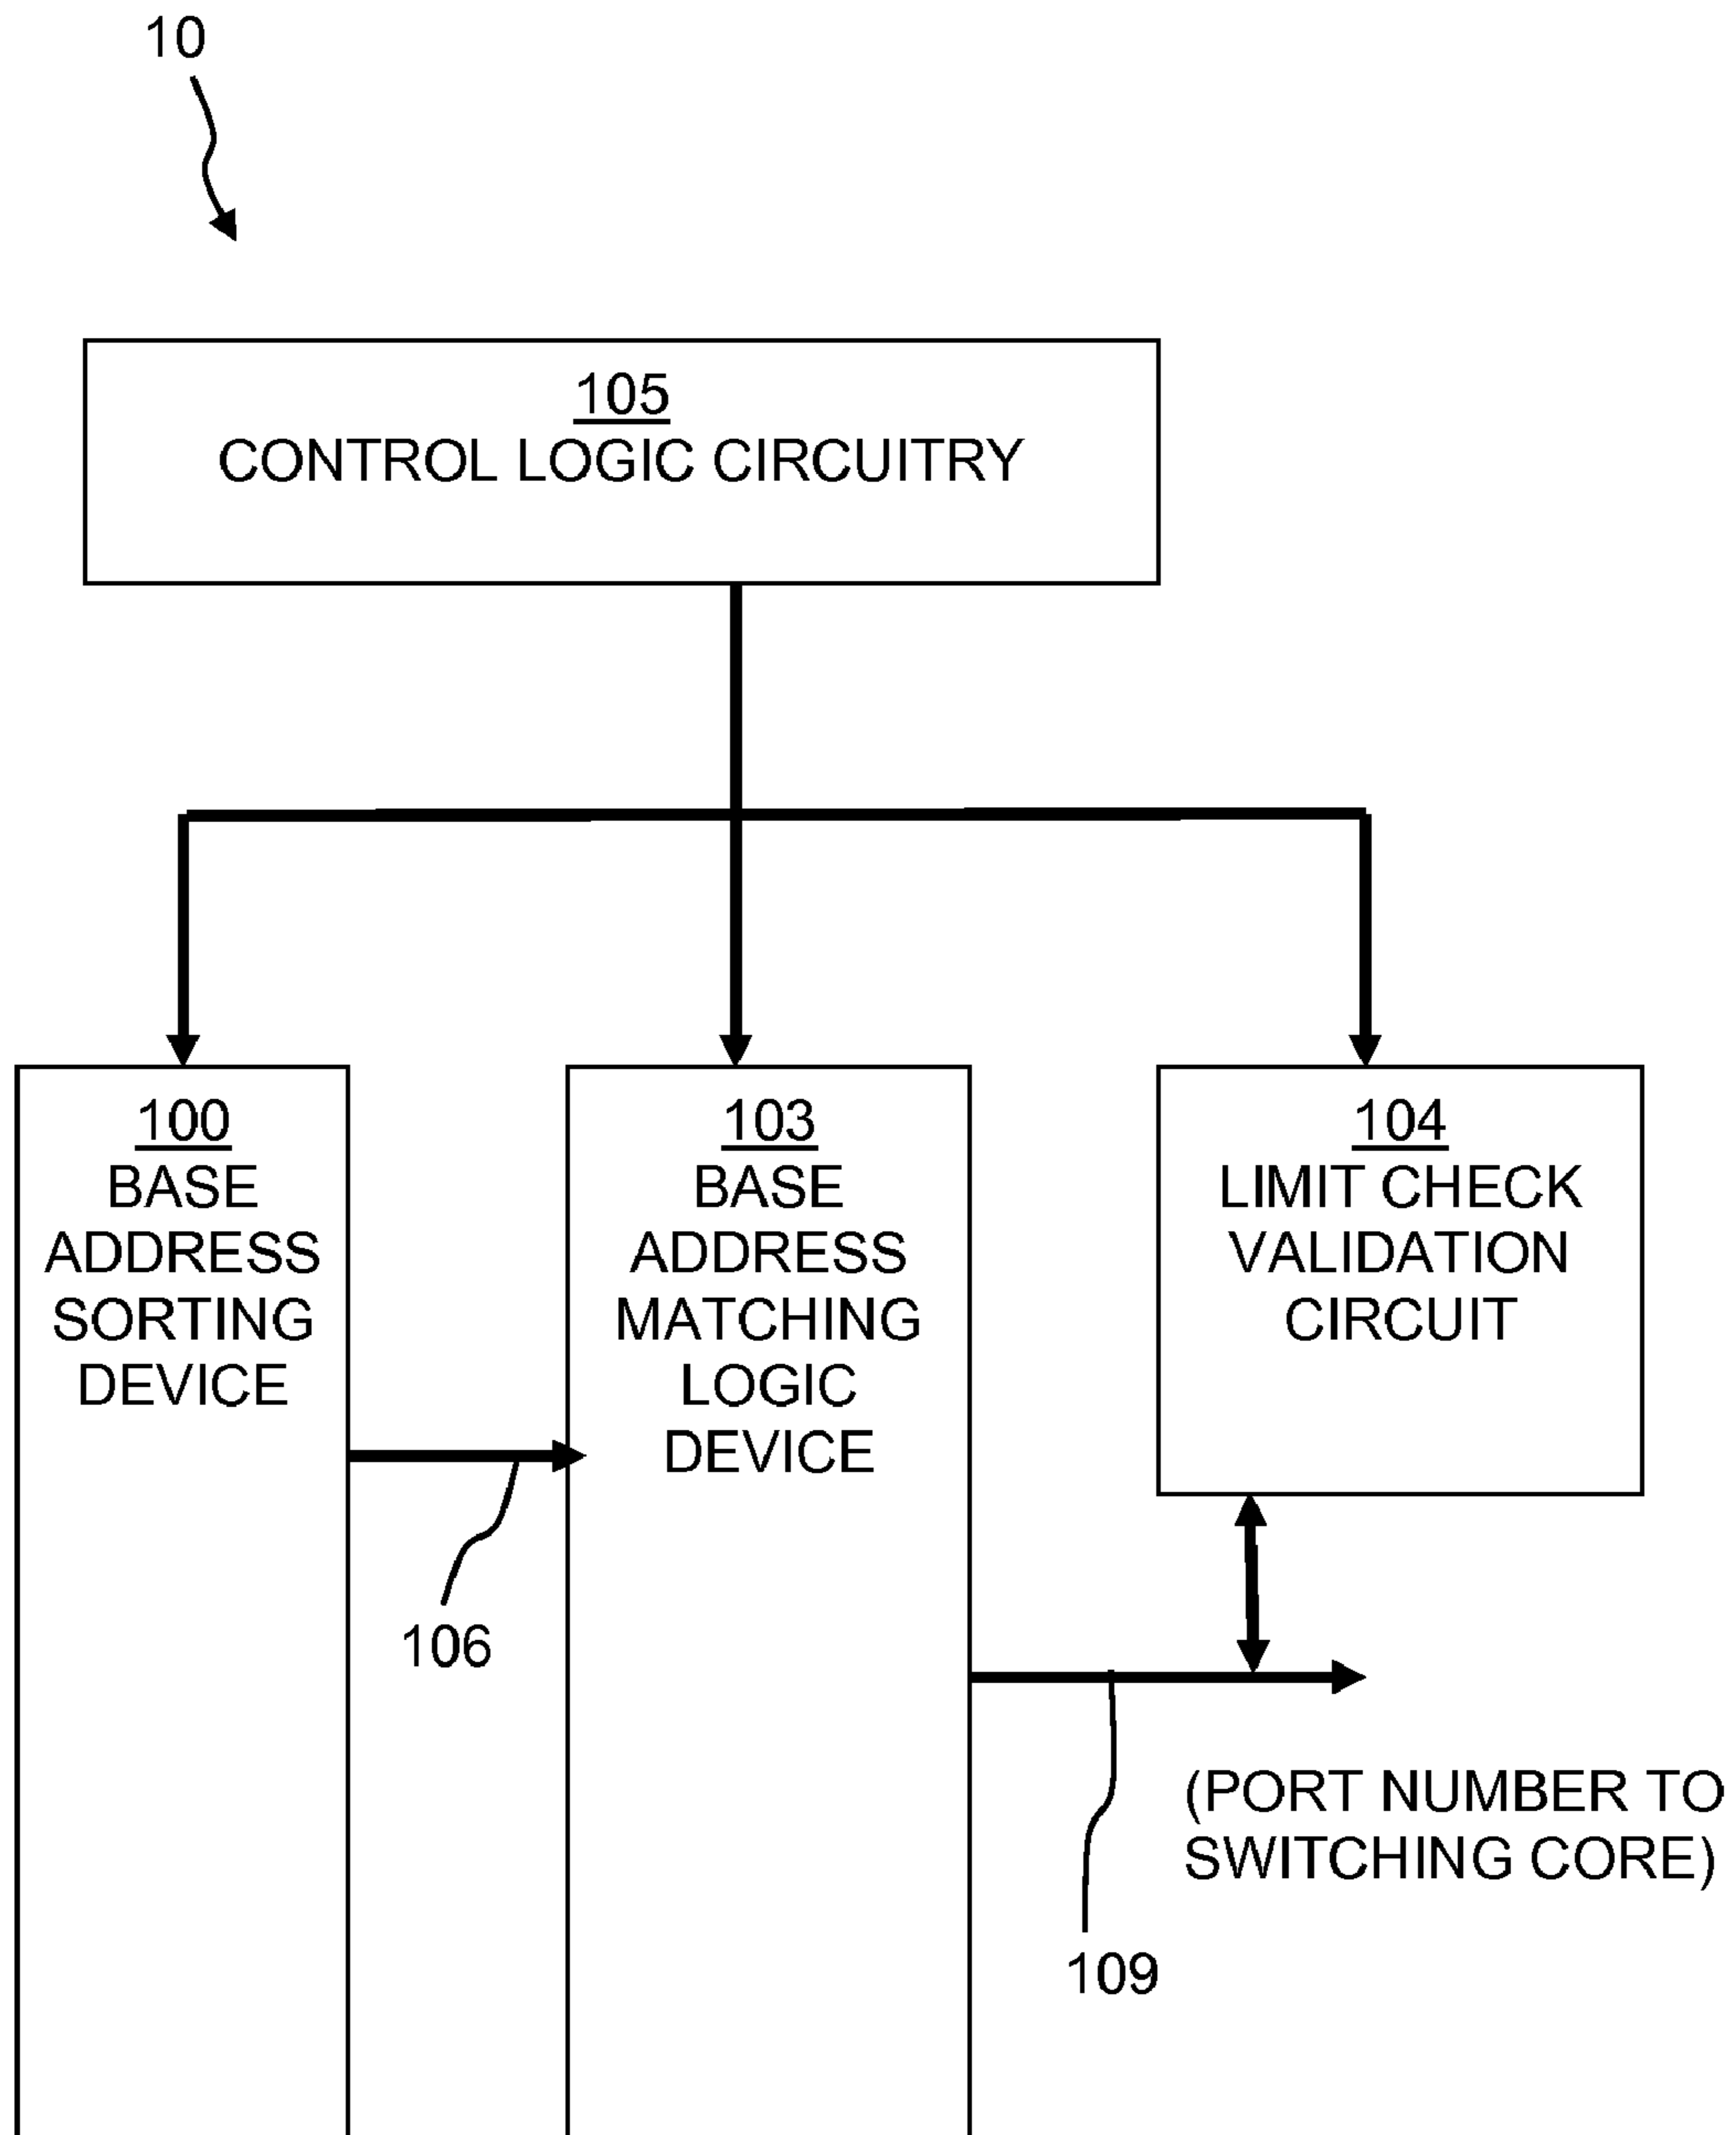 10
105
CONTROL LOGIC CIRCUITRY
100
BASE
ADDRESS
SORTING
DEVICE
103
BASE
ADDRESS
MATCHING
LOGIC
DEVICE
104
LIMIT CHECK
VALIDATION
CIRCUIT
106
109
(PORT NUMBER TO
SWITCHING CORE)